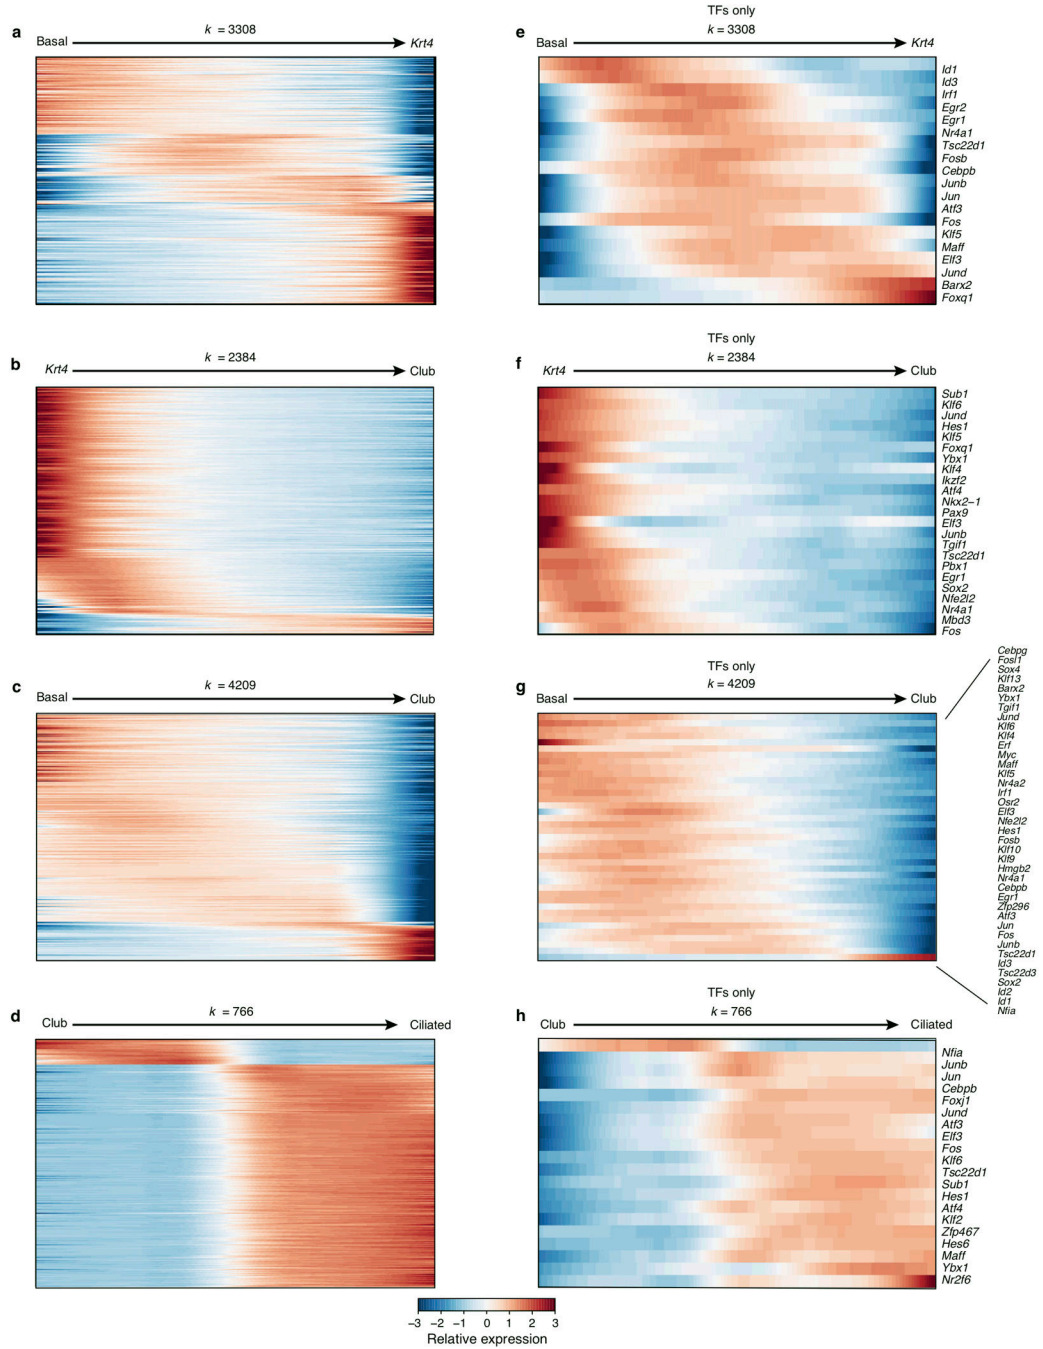 a
k = 3308
Basal
Krt4
e
TFs only
k = 3308
Basal
Krt4
Id1
Id3
Irf1
Egr2
Egr1
Nr4a1
Tsc22d1
Fosb
Cebpb
Junb
Jun
Atf3
Fos
Klf5
Maff
Elf3
Jund
Barx2
Foxq1
b
k = 2384
Krt4
Club
f
TFs only
k = 2384
Krt4
Club
Sub1
Klf6
Jund
Hes1
Klf5
Foxq1
Ybx1
Klf4
Ikzf2
Atf4
Nkx2−1
Pax9
Elf3
Junb
Tgif1
Tsc22d1
Pbx1
Egr1
Sox2
Nfe2l2
Nr4a1
Mbd3
Fos
c
k = 4209
Basal
Club
g
TFs only
k = 4209
Basal
Club
Cebpg
Fosl1
Sox4
Klf13
Barx2
Ybx1
Tgif1
Jund
Klf6
Klf4
Erf
Myc
Maff
Klf5
Nr4a2
Irf1
Osr2
Elf3
Nfe2l2
Hes1
Fosb
Klf10
Klf9
Hmgb2
Nr4a1
Cebpb
Egr1
Zfp296
Atf3
Jun
Fos
Junb
Tsc22d1
Id3
Tsc22d3
Sox2
Id2
Id1
Nfia
d
k = 766
Club
Ciliated
h
TFs only
k = 766
Club
Ciliated
Nfia
Junb
Jun
Cebpb
Foxj1
Jund
Atf3
Elf3
Fos
Klf6
Tsc22d1
Sub1
Hes1
Atf4
Klf2
Zfp467
Hes6
Maff
Ybx1
Nr2f6
−3 −2 −1 0 1 2 3
Relative expression